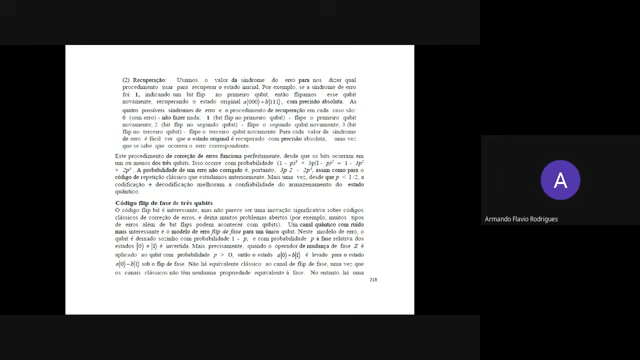 (2) Recuperação: Usamos o valor da síndrome do erro para nos dizer qual
procedimento usar para recuperar o estado inicial. Por exemplo, se a síndrome de erro
foi 1, indicando um bit flip no primeiro qubit, então flipamos esse qubit
novamente, recuperando o estado original a|000⟩+b|111⟩, com precisão absoluta. As
quatro possíveis síndromes de erro e o procedimento de recuperação em cada caso são:
0 (sem erro) - não fazer nada; 1 (bit flip no primeiro qubit) - flipe o primeiro qubit
novamente; 2 (bit flip no segundo qubit) - flipe o segundo qubit novamente; 3 (bit
flip no terceiro qubit) - flipe o terceiro qubit novamente. Para cada valor da síndrome
de erro é fácil ver que o estado original é recuperado com precisão absoluta, uma vez
que se sabe que ocorreu o erro correspondente.
Este procedimento de correção de erros funciona perfeitamente, desde que os bits ocorram em
um ou menos dos três qubits. Isso ocorre com probabilidade (1 - p)³ + 3p(1 - p)² = 1 - 3p²
+ 2p³. A probabilidade de um erro não corrigido é, portanto, 3p 2 - 2p³, assim como para o
código de repetição clássico que estudamos anteriormente. Mais uma vez, desde que p < 1/2, a
codificação e decodificação melhoram a confiabilidade do armazenamento do estado
quântico.
Código flip de fase de três qubits
O código flip bit é interessante, mas não parece ser uma inovação significativa sobre códigos
clássicos de correção de erros, e deixa muitos problemas abertos (por exemplo, muitos
tipos de erros além de bit flips podem acontecer com qubits). Um canal quântico com ruído
mais interessante é o modelo de erro flip de fase para um único qubit. Neste modelo de erro, o
qubit é deixado sozinho com probabilidade 1 - p, e com probabilidade p a fase relativa dos
estados |0⟩ e |1⟩ é invertida. Mais precisamente, quando o operador de mudança de fase Z é
aplicado ao qubit com probabilidade p > O, então o estado a|0⟩+b|1⟩ é levado para o estado
a|0⟩−b|1⟩ sob o flip de fase. Não há equivalente clássico ao canal de flip de fase, uma vez que
os canais clássicos não têm nenhuma propriedade equivalente à fase. No entanto, há uma
218
A
Armando Flavio Rodrigues